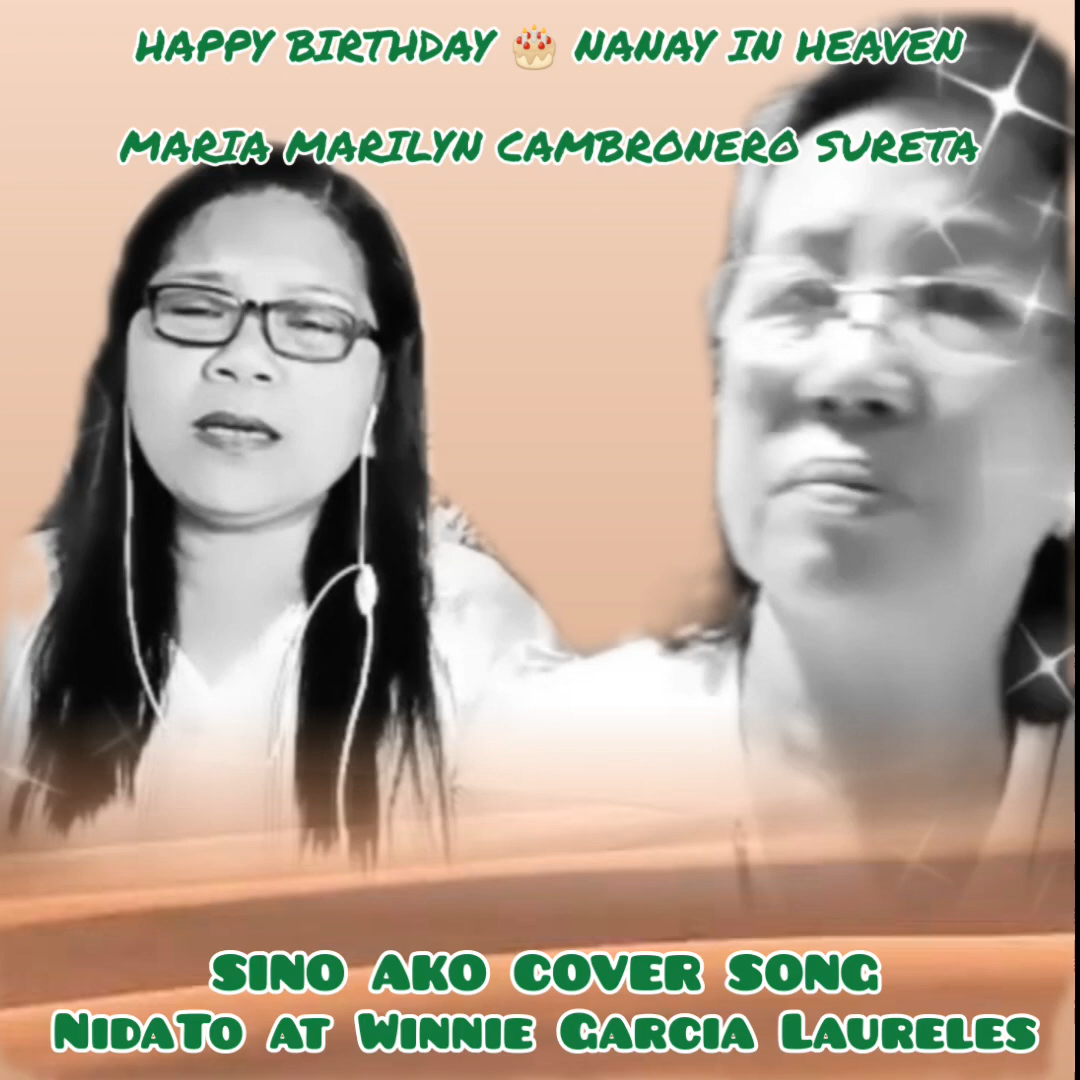 HAPPY BIRTHDAY 🎂 NANAY IN HEAVEN
MARIA MARILYN CAMBRONERO SURETA
SINO AKO COVER SONG
NIDATO AT WINNIE GARCIA LAURELES